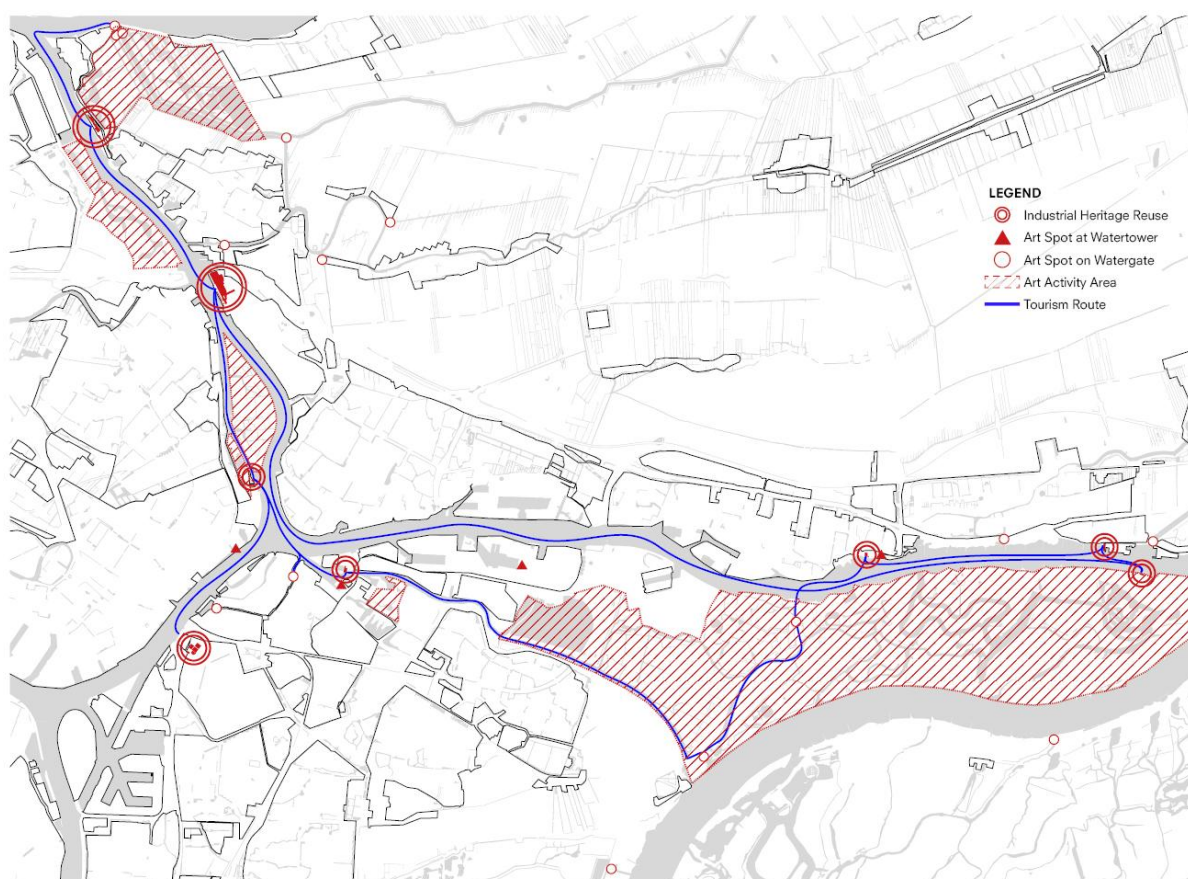 LEGEND
Industrial Heritage Reuse
Art Spot at Watertower
Art Spot on Watergate
Art Activity Area
Tourism Route